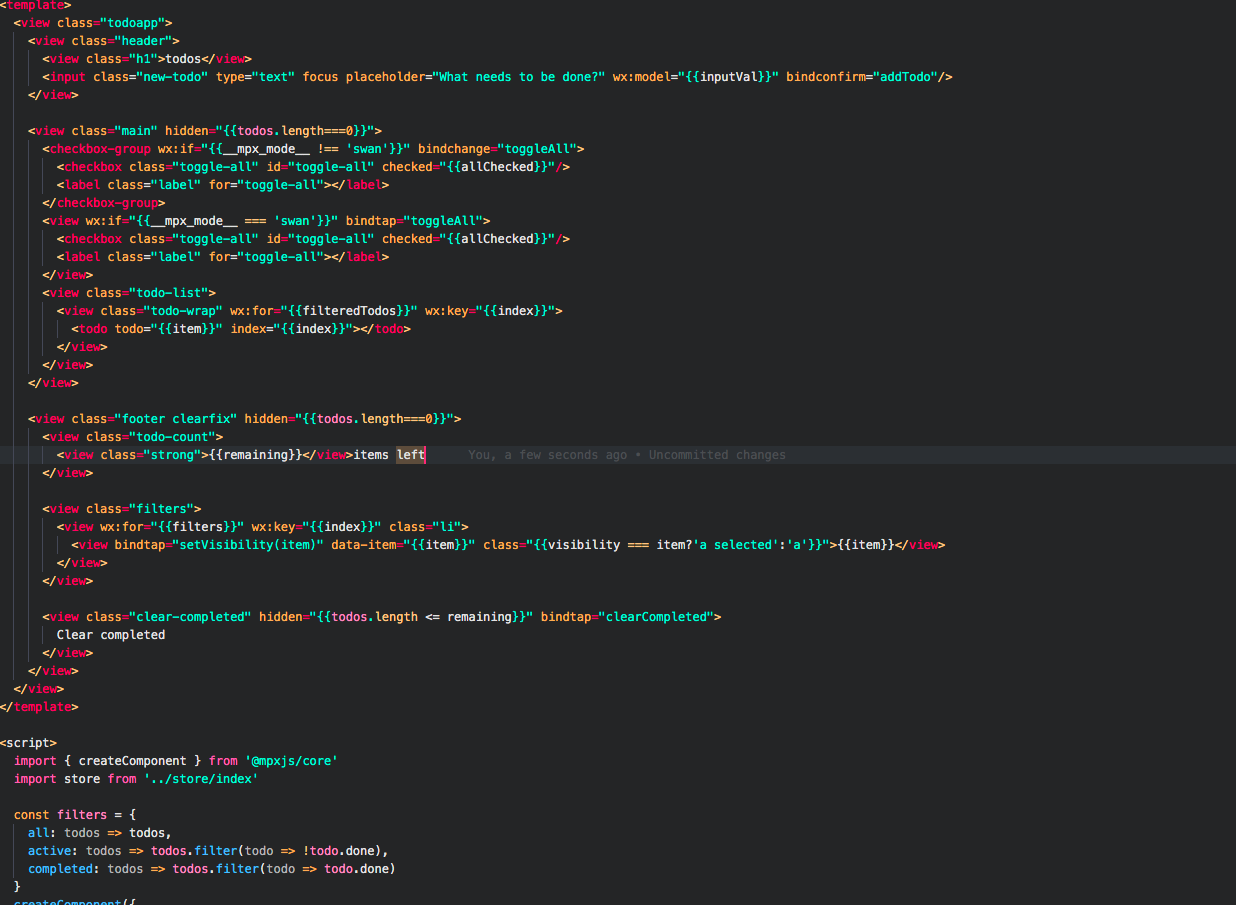 <template>
<view class="todoapp">
<view class="header">
<view class="h1">todos</view>
<input class="new-todo" type="text" focus placeholder="What needs to be done?" wx:model="{{inputVal}}" bindconfirm="addTodo"/>
</view>
<view class="main" hidden="{{todos.length===0}}">
<checkbox-group wx:if="{{__mpx_mode__ !== 'swan'}}" bindchange="toggleAll">
<checkbox class="toggle-all" id="toggle-all" checked="{{allChecked}}"/>
<label class="label" for="toggle-all"></label>
</checkbox-group>
<view wx:if="{{__mpx_mode__ === 'swan'}}" bindtap="toggleAll">
<checkbox class="toggle-all" id="toggle-all" checked="{{allChecked}}"/>
<label class="label" for="toggle-all"></label>
</view>
<view class="todo-list">
<view class="todo-wrap" wx:for="{{filteredTodos}}" wx:key="{{index}}">
<todo todo="{{item}}" index="{{index}}"></todo>
</view>
</view>
</view>
<view class="footer clearfix" hidden="{{todos.length===0}}">
<view class="todo-count">
<view class="strong">{{remaining}}</view>items left You, a few seconds ago • Uncommitted changes
</view>
<view class="filters">
<view wx:for="{{filters}}" wx:key="{{index}}" class="li">
<view bindtap="setVisibility(item)" data-item="{{item}}" class="{{visibility === item?'a selected':'a'}}">{{item}}</view>
</view>
</view>
<view class="clear-completed" hidden="{{todos.length <= remaining}}" bindtap="clearCompleted">
Clear completed
</view>
</view>
</view>
</template>
<script>
import { createComponent } from '@mpxjs/core'
import store from '../store/index'
const filters = {
all: todos => todos,
active: todos => todos.filter(todo => !todo.done),
completed: todos => todos.filter(todo => todo.done)
}
createComponent({